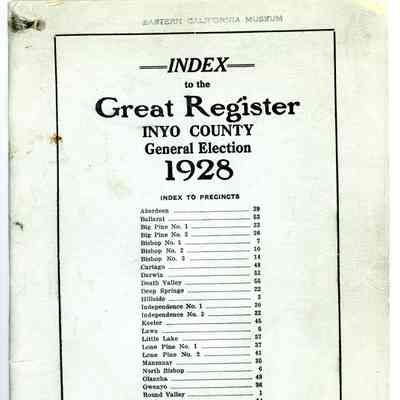 EASTERN CALIFORNIA MUSEUM
INDEX
to the
Great Register
INYO COUNTY
General Election
1928
INDEX TO PRECINCTS
Aberdeen 29
Ballarat 53
Big Pine No. 1 23
Big Pine No. 2 26
Bishop No. 1 7
Bishop No. 2 10
Bishop No. 3 14
Cartago 48
Darwin 52
Death Valley 55
Deep Springs 22
Hillside 3
Independence No. 1 30
Independence No. 2 32
Keeler 45
Laws 5
Little Lake 57
Lone Pine No. 1 37
Lone Pine No. 2 41
Manzanar 35
North Bishop 6
Olancha 49
Owenyo 36
Round Valley 1